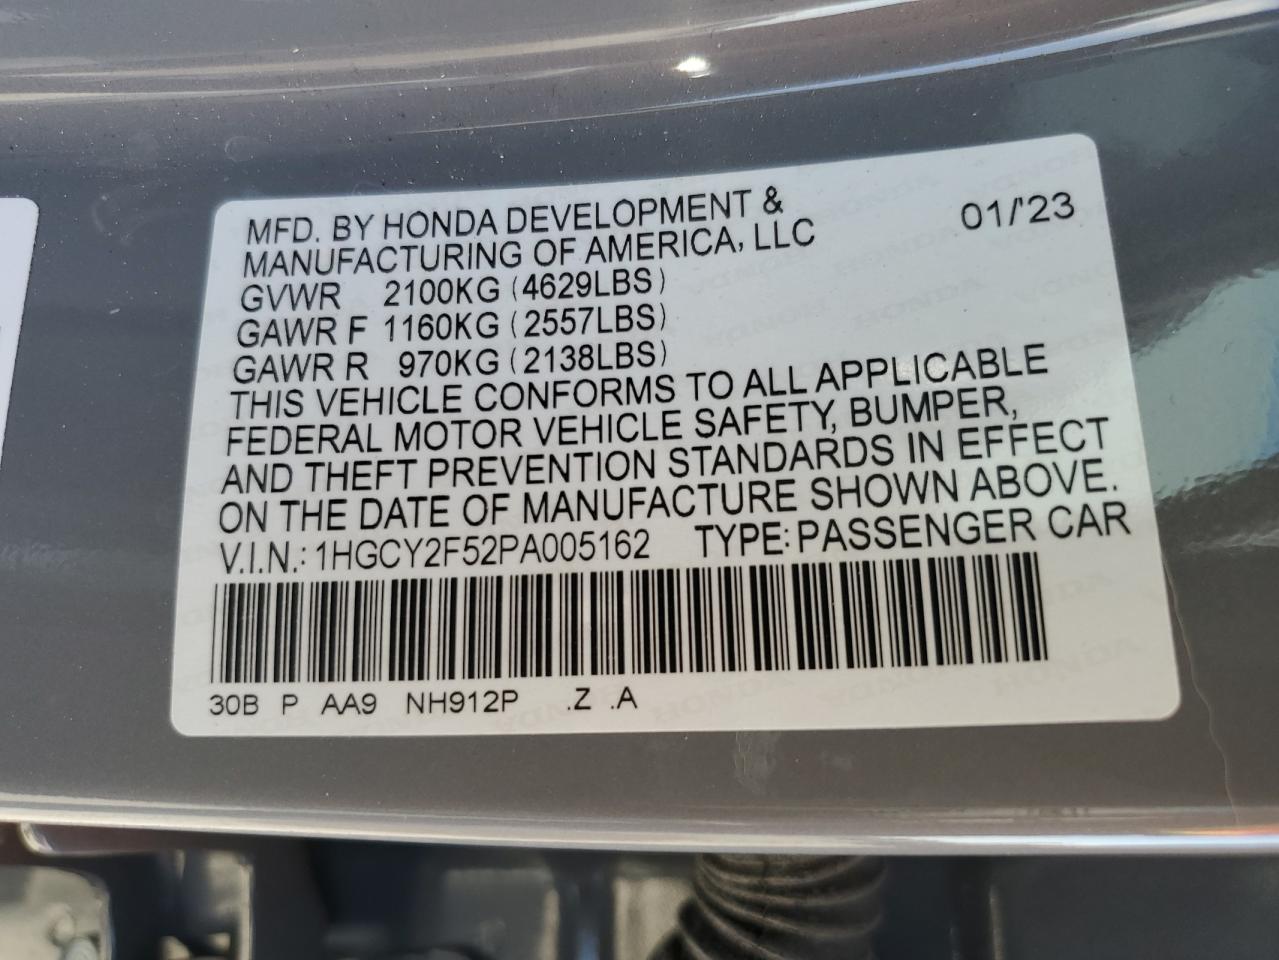 MFD. BY HONDA DEVELOPMENT &
MANUFACTURING OF AMERICA, LLC
01/'23
GVWR 2100KG (4629LBS)
GAWR F 1160KG (2557LBS)
GAWR R 970KG (2138LBS)
THIS VEHICLE CONFORMS TO ALL APPLICABLE
FEDERAL MOTOR VEHICLE SAFETY, BUMPER,
AND THEFT PREVENTION STANDARDS IN EFFECT
ON THE DATE OF MANUFACTURE SHOWN ABOVE.
V.I.N.: 1HGCY2F52PA005162 TYPE: PASSENGER CAR
30B P AA9 NH912P .Z .A